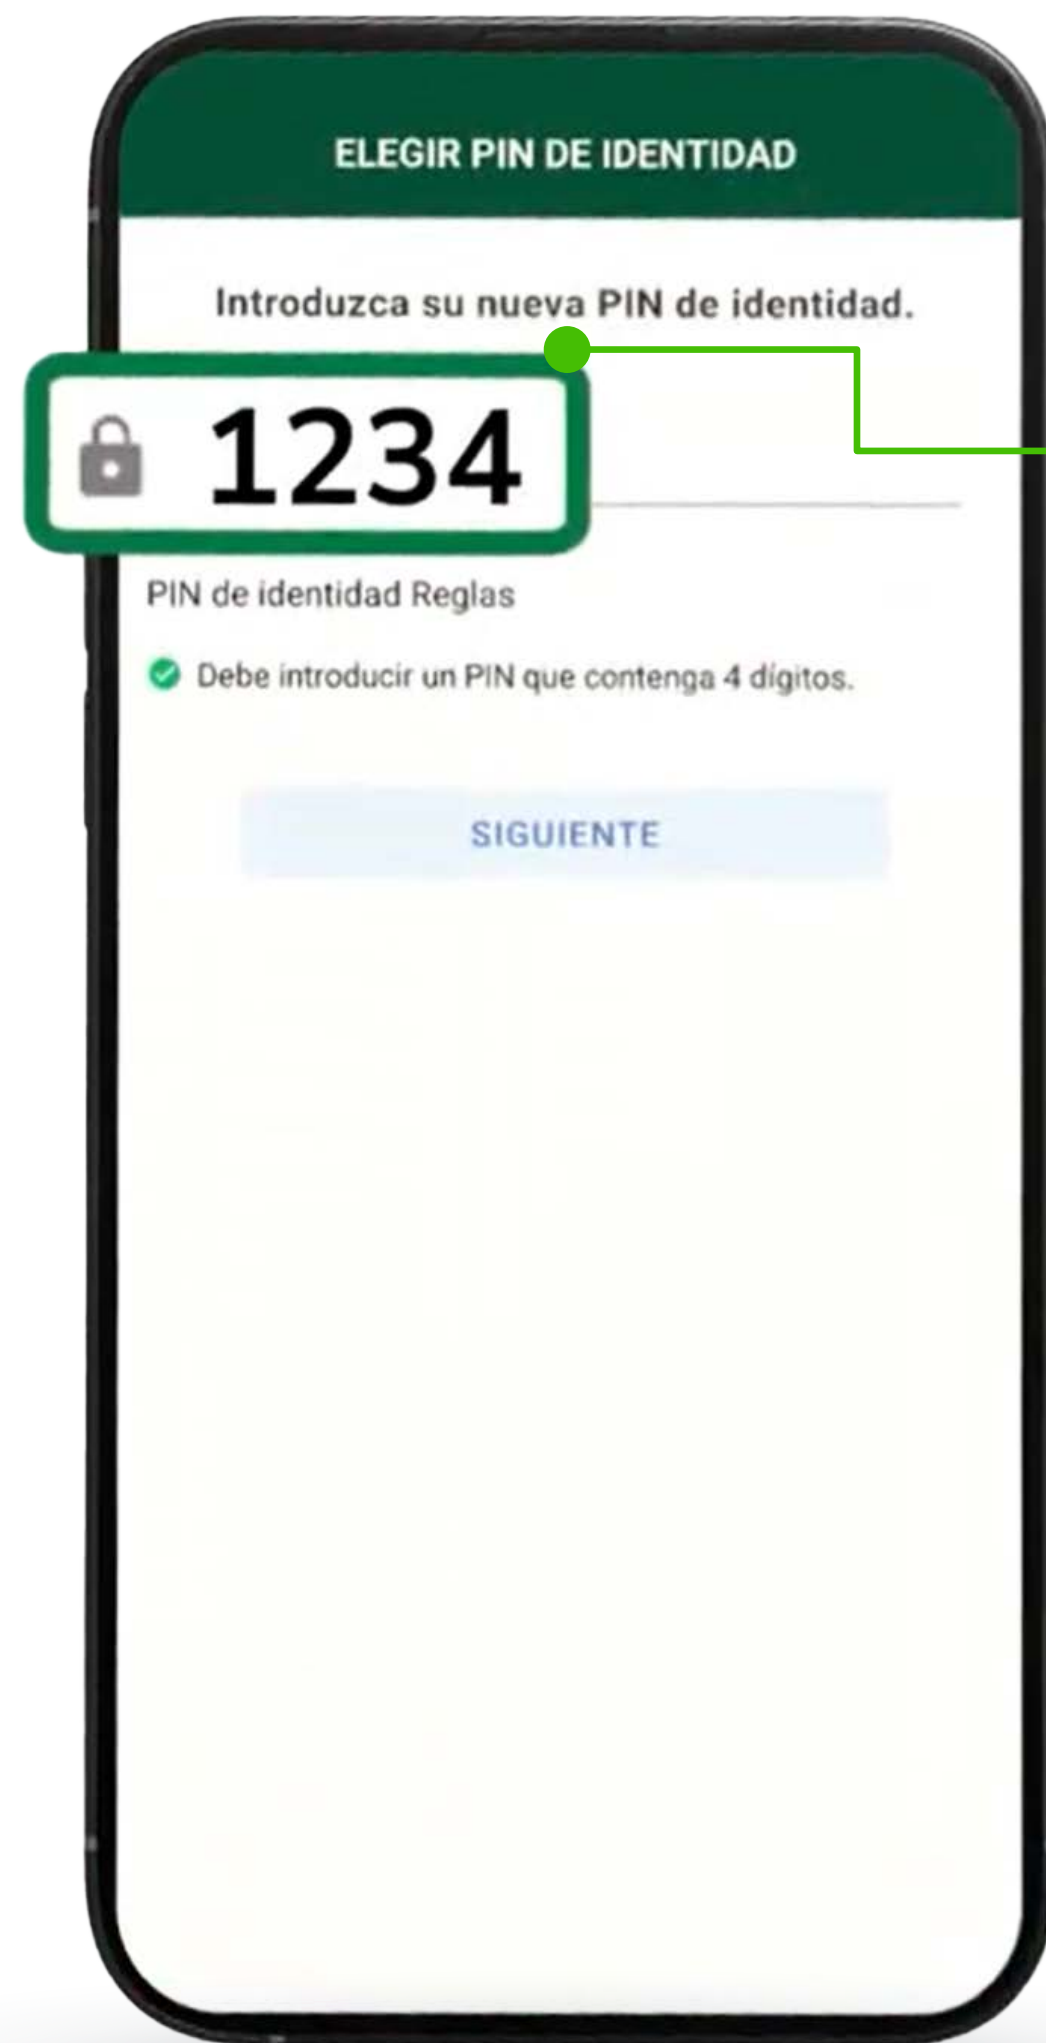 ELEGIR PIN DE IDENTIDAD
Introduzca su nueva PIN de identidad.
1234
PIN de identidad Reglas
Debe introducir un PIN que contenga 4 dígitos.
SIGUIENTE